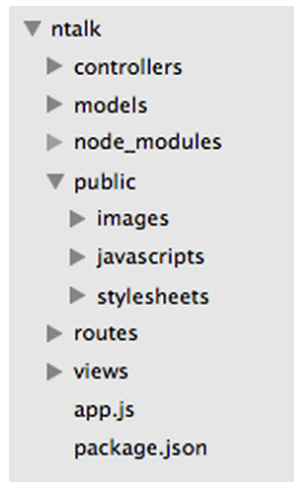 ntalk
controllers
models
node_modules
public
images
javascripts
stylesheets
routes
views
app.js
package.json